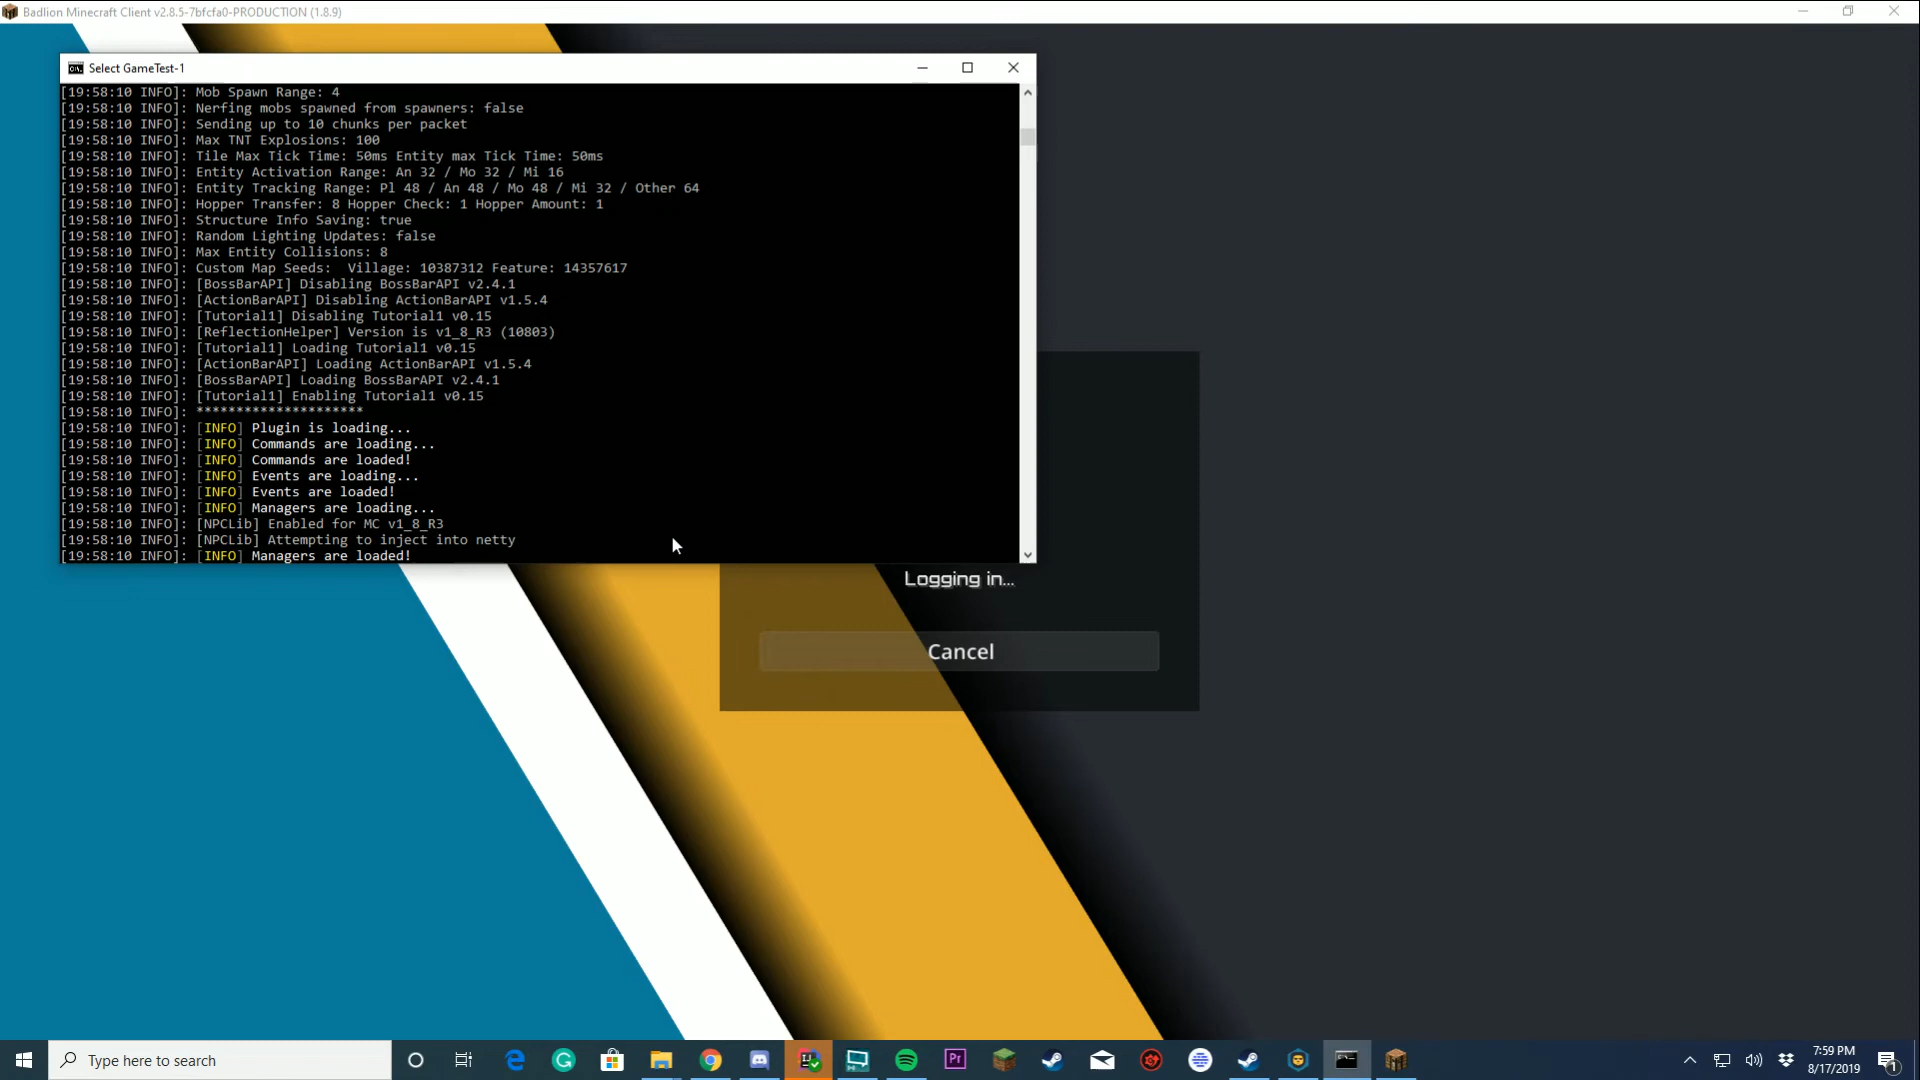 Badlion Minecraft Client v2.8.5-7bfcfa0-PRODUCTION (1.8.9)
Select GameTest-1
[19:58:10 INFO]: Mob Spawn Range: 4
[19:58:10 INFO]: Nerfing mobs spawned from spawners: false
[19:58:10 INFO]: Sending up to 10 chunks per packet
[19:58:10 INFO]: Max TNT Explosions: 100
[19:58:10 INFO]: Tile Max Tick Time: 50ms Entity max Tick Time: 50ms
[19:58:10 INFO]: Entity Activation Range: An 32 / Mo 32 / Mi 16
[19:58:10 INFO]: Entity Tracking Range: Pl 48 / An 48 / Mo 48 / Mi 32 / Other 64
[19:58:10 INFO]: Hopper Transfer: 8 Hopper Check: 1 Hopper Amount: 1
[19:58:10 INFO]: Structure Info Saving: true
[19:58:10 INFO]: Random Lighting Updates: false
[19:58:10 INFO]: Max Entity Collisions: 8
[19:58:10 INFO]: Custom Map Seeds:  Village: 10387312 Feature: 14357617
[19:58:10 INFO]: [BossBarAPI] Disabling BossBarAPI v2.4.1
[19:58:10 INFO]: [ActionBarAPI] Disabling ActionBarAPI v1.5.4
[19:58:10 INFO]: [Tutorial1] Disabling Tutorial1 v0.15
[19:58:10 INFO]: [ReflectionHelper] Version is v1_8_R3 (10803)
[19:58:10 INFO]: [Tutorial1] Loading Tutorial1 v0.15
[19:58:10 INFO]: [ActionBarAPI] Loading ActionBarAPI v1.5.4
[19:58:10 INFO]: [BossBarAPI] Loading BossBarAPI v2.4.1
[19:58:10 INFO]: [Tutorial1] Enabling Tutorial1 v0.15
[19:58:10 INFO]: *********************
[19:58:10 INFO]: [INFO] Plugin is loading...
[19:58:10 INFO]: [INFO] Commands are loading...
[19:58:10 INFO]: [INFO] Commands are loaded!
[19:58:10 INFO]: [INFO] Events are loading...
[19:58:10 INFO]: [INFO] Events are loaded!
[19:58:10 INFO]: [INFO] Managers are loading...
[19:58:10 INFO]: [NPCLib] Enabled for MC v1_8_R3
[19:58:10 INFO]: [NPCLib] Attempting to inject into netty
[19:58:10 INFO]: [INFO] Managers are loaded!
Logging in...
Cancel
Type here to search
7:59 PM
8/17/2019